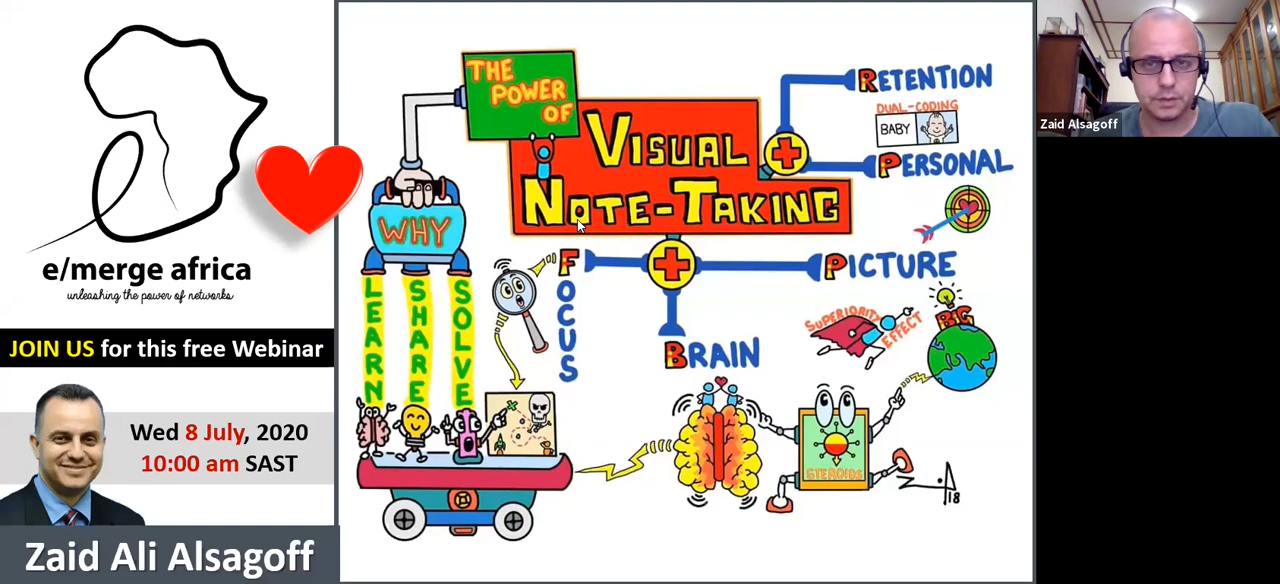 e/merge africa
unleashing the power of networks
JOIN US for this free Webinar
Wed 8 July, 2020
10:00 am SAST
Zaid Ali Alsagoff
THE
POWER
OF
VISUAL
NOTE-TAKING
WHY
LEARN
SHARE
SOLVE
FOCUS
RETENTION
DUAL-CODING
BABY
PERSONAL
PICTURE
SUPERIORITY
EFFECT
BIG
BRAIN
STEROIDS
18
Zaid Alsagoff